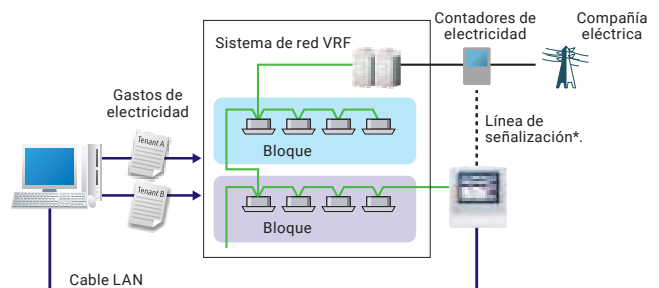 Sistema de red VRF
Contadores de
electricidad
Compañía
eléctrica
Gastos de
electricidad
Tenant A
Tenant B
Bloque
Bloque
Línea de
señalización*.
Cable LAN